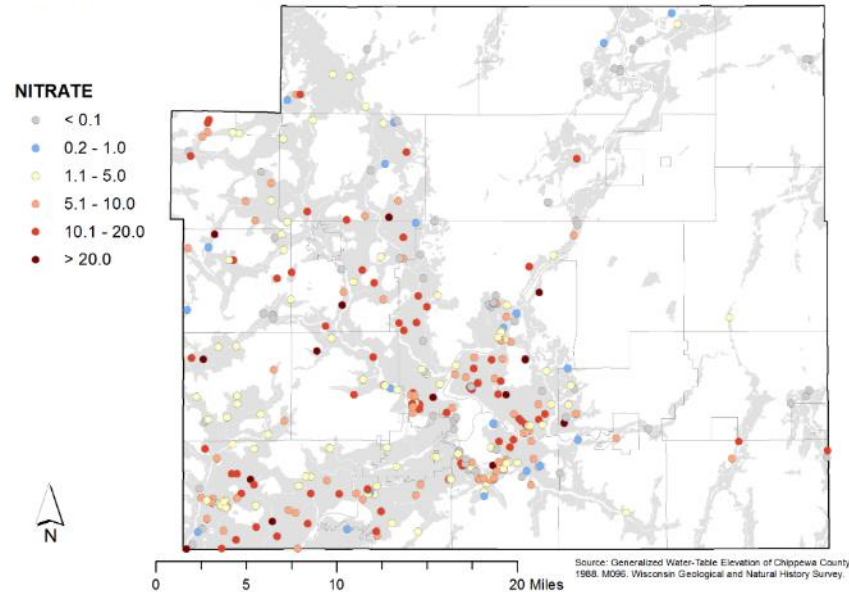 NITRATE
< 0.1
0.2 - 1.0
1.1 - 5.0
5.1 - 10.0
10.1 - 20.0
> 20.0
N
0 5 10 20 Miles
Source: Generalized Water-Table Elevation of Chippewa County
1988. M096. Wisconsin Geological and Natural History Survey.